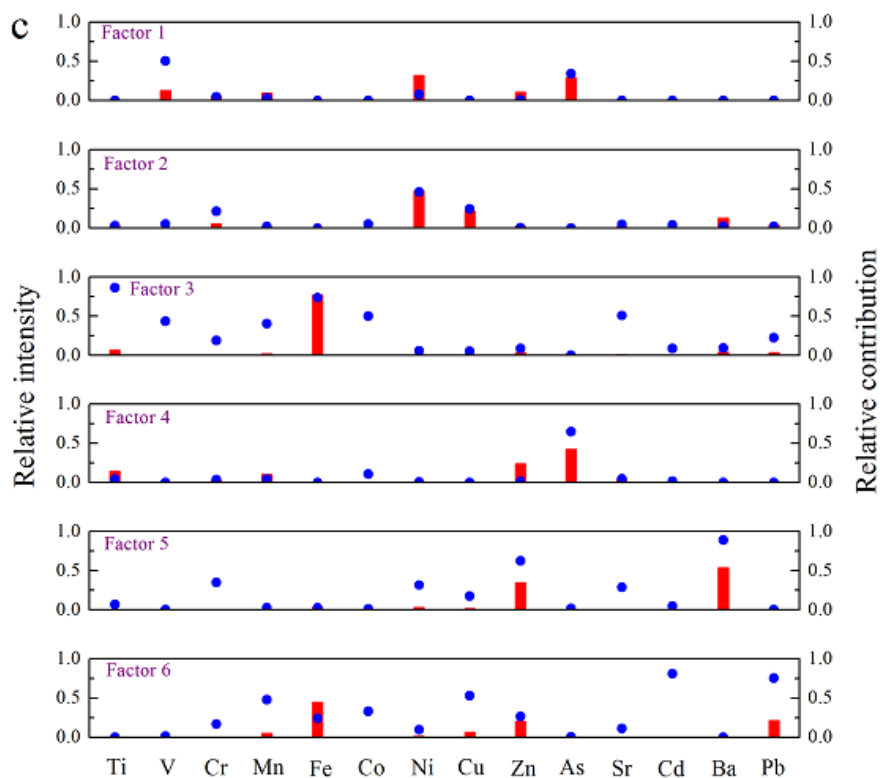 c
Relative intensity
Relative contribution
1.0 Factor 1 1.0
0.5 0.5
0.0 0.0
1.0 Factor 2 1.0
0.5 0.5
0.0 0.0
1.0 Factor 3 1.0
0.5 0.5
0.0 0.0
1.0 Factor 4 1.0
0.5 0.5
0.0 0.0
1.0 Factor 5 1.0
0.5 0.5
0.0 0.0
1.0 Factor 6 1.0
0.5 0.5
0.0 0.0
Ti V Cr Mn Fe Co Ni Cu Zn As Sr Cd Ba Pb